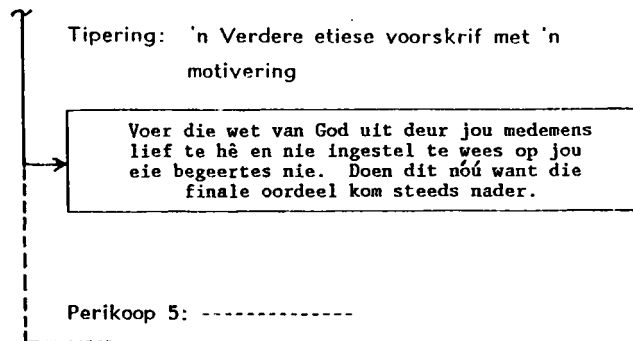 Tipering: 'n Verdere etiese voorskrif met 'n
motivering
Voer die wet van God uit deur jou medemens
lief te hê en nie ingestel te wees op jou
eie begeertes nie. Doen dit nóú want die
finale oordeel kom steeds nader.
Perikoop 5: --------------